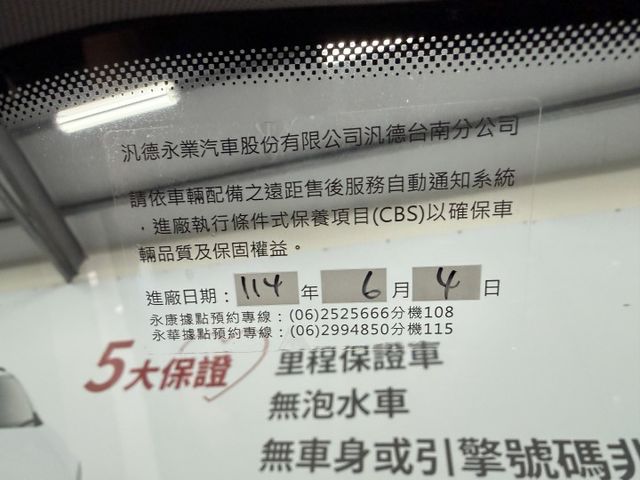 汎德永業汽車股份有限公司汎德台南分公司
請依車輛配備之遠距售後服務自動通知系統
，進廠執行條件式保養項目(CBS)以確保車
輛品質及保固權益。
進廠日期：114年 6月 4日
永康據點預約專線：(06)2525666分機108
永華據點預約專線：(06)2994850分機115
5大保證
里程保證車
無泡水車
無車身或引擎號碼非